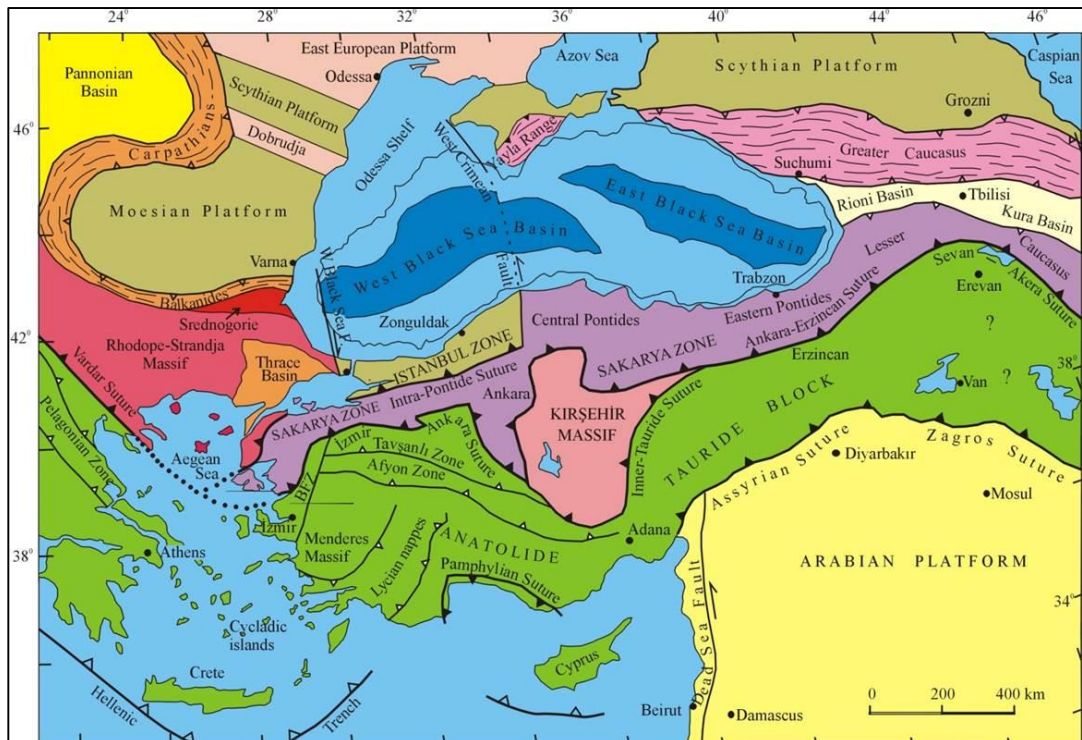 24° 28° 32° 36° 40° 44° 46°
East European Platform
Azov Sea
Scythian Platform
Caspian
Sea
Pannonian
Basin
Odessa
Scythian Platform
Grozni
46°
Carpathians
Dobrudja
Odessa Shelf
West Crimean
Fault
Yayla Range
Greater Caucasus
Suchumi
Rioni Basin
Tbilisi
Kura Basin
Moesian Platform
West Black Sea Basin
East Black Sea Basin
Lesser
Caucasus
Varna
W. Black Sea F.
Trabzon
Sevan
Akera Suture
Erevan
Balkanides
Srednogorie
Zonguldak
Central Pontides
Eastern Pontides
42°
Rhodope-Strandja
Massif
Thrace
Basin
ISTANBUL ZONE
SAKARYA ZONE
Ankara-Erzincan Suture
Erzincan
?
38°
Vardar Suture
SAKARYA ZONE
Intra-Pontide Suture
Ankara
KIRŞEHİR
MASSIF
Van
?
Pelagonian Zone
Aegean
Sea
İzmir
Ankara Suture
Tavşanlı Zone
Afyon Zone
Inner-Tauride Suture
TAURIDE
BLOCK
Assyrian Suture
Zagros Suture
Diyarbakır
BFZ
İzmir
Menderes
Massif
Lycian nappes
ANATOLIDE
Adana
Mosul
38°
Athens
Pamphylian Suture
ARABIAN PLATFORM
34°
Cycladic
islands
Dead Sea Fault
Crete
Cyprus
Hellenic
Trench
Beirut
Damascus
0 200 400 km